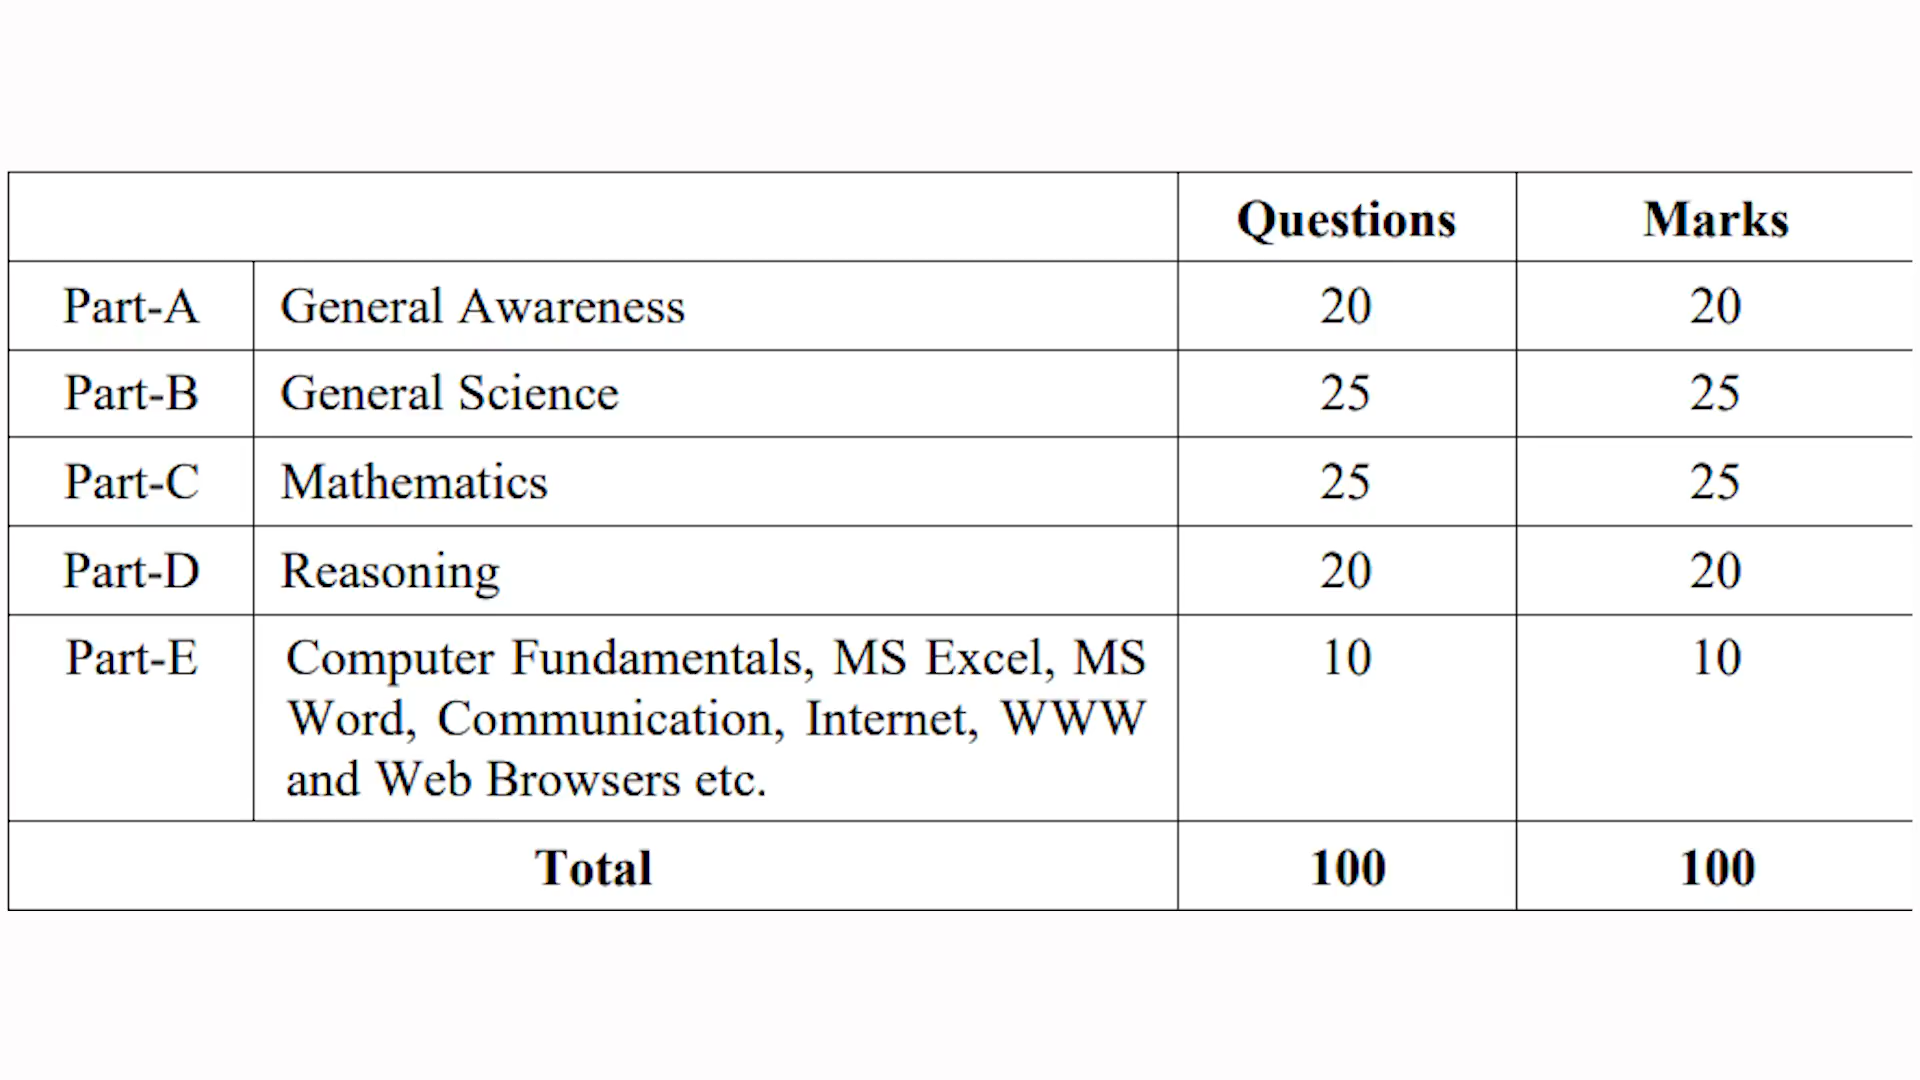 Questions Marks
Part-A General Awareness 20 20
Part-B General Science 25 25
Part-C Mathematics 25 25
Part-D Reasoning 20 20
Part-E Computer Fundamentals, MS Excel, MS 10 10
Word, Communication, Internet, WWW
and Web Browsers etc.
Total 100 100